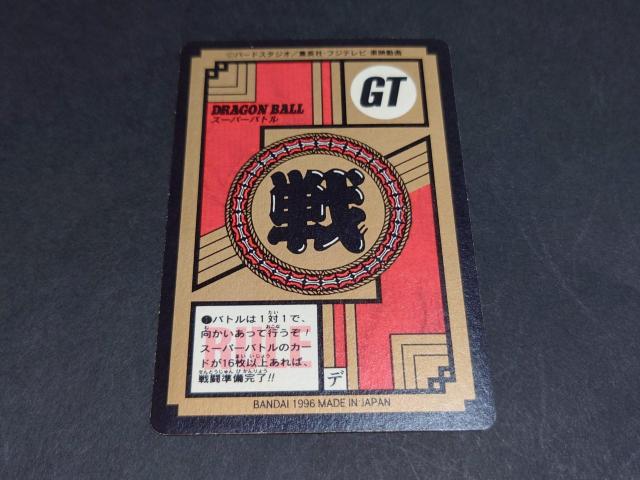 ©バードスタジオ／集英社・フジテレビ・東映動画
GT
DRAGON BALL
スーパーバトル
戦
RULE
❶バトルは1対1で、
向かいあって行うぞ!
スーパーバトルのカー
ドが16枚以上あれば、
戦闘準備完了!!
デ
BANDAI 1996 MADE IN JAPAN